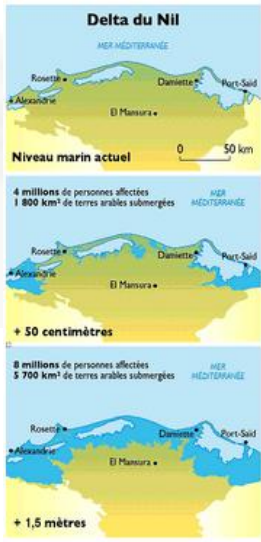 Delta du Nil
MER MÉDITERRANÉE
Rosette
Damiette
Port-Saïd
Alexandrie
El Mansura
Niveau marin actuel
0 50 km
4 millions de personnes affectées
1 800 km² de terres arables submergées
MER
MÉDITERRANÉE
Rosette
Damiette
Port-Saïd
Alexandrie
El Mansura
+ 50 centimètres
8 millions de personnes affectées
5 700 km² de terres arables submergées
MER
MÉDITERRANÉE
Rosette
Damiette
Port-Saïd
Alexandrie
El Mansura
+ 1,5 mètres